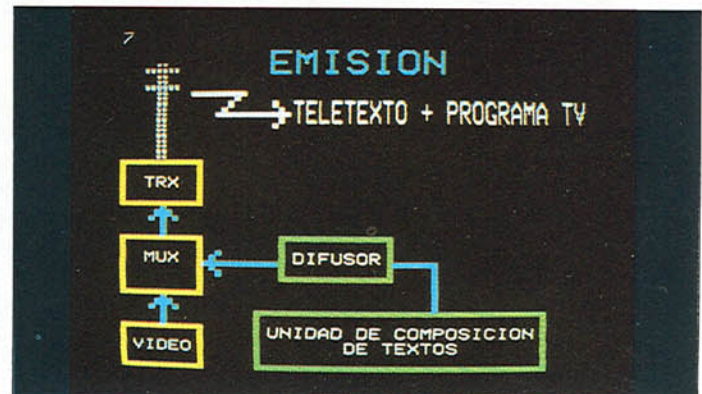 7
EMISION
TELETEXTO + PROGRAMA TV
TRX
MUX
DIFUSOR
VIDEO
UNIDAD DE COMPOSICION
DE TEXTOS